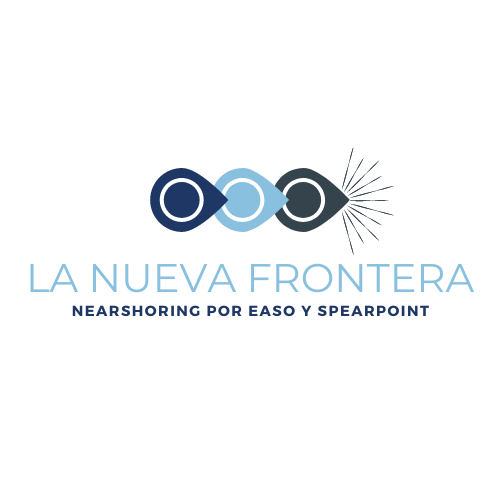 LA NUEVA FRONTERA
NEARSHORING POR EASO Y SPEARPOINT